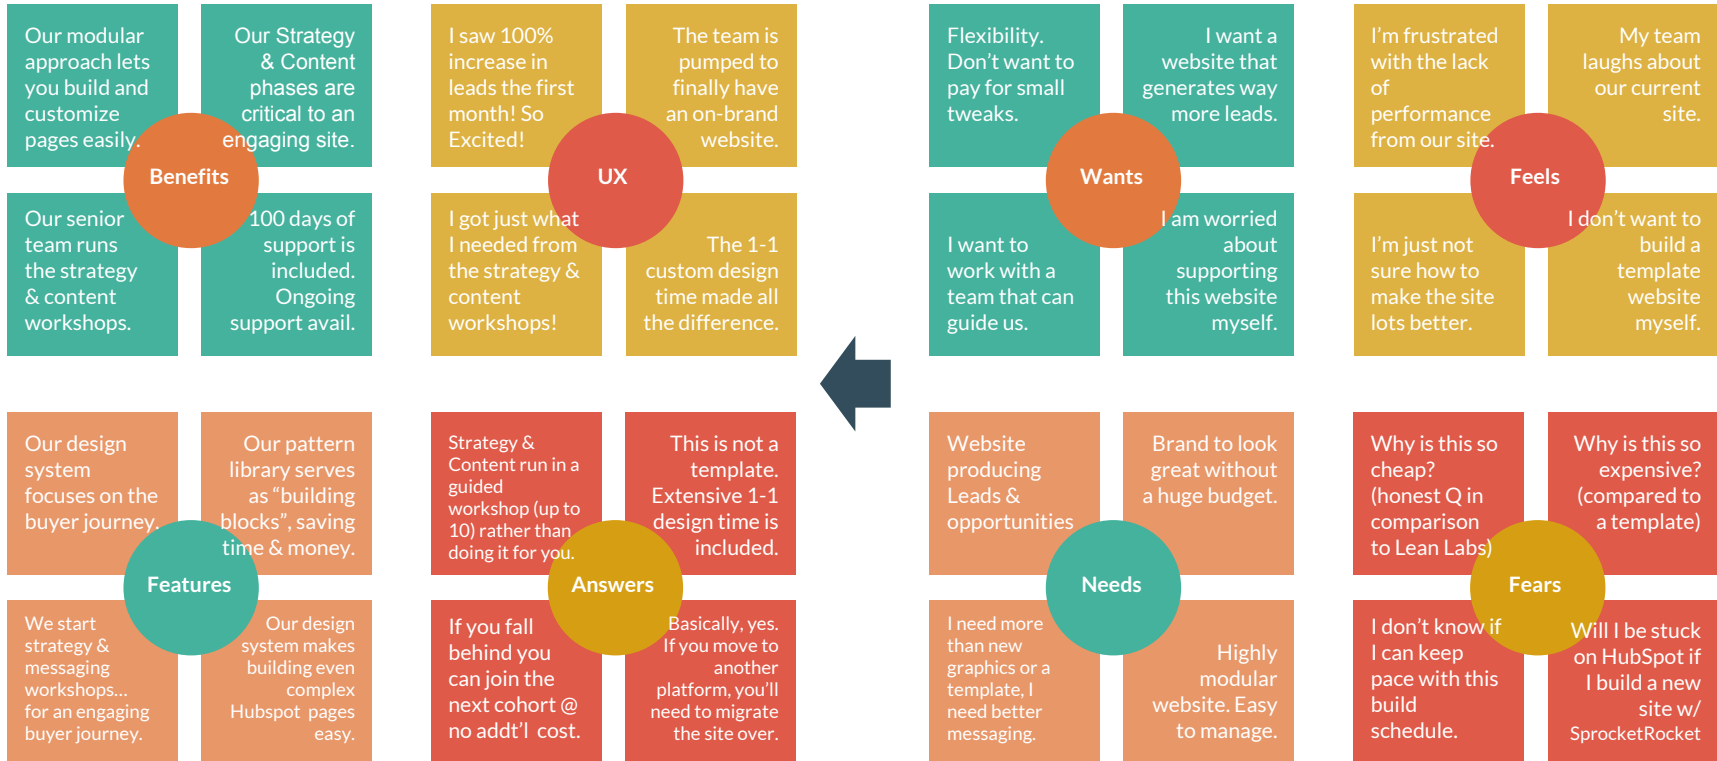 Our modular
approach lets
you build and
customize
pages easily.
Our Strategy
& Content
phases are
critical to an
engaging site.
Benefits
Our senior
team runs
the strategy
& content
workshops.
100 days of
support is
included.
Ongoing
support avail.
I saw 100%
increase in
leads the first
month! So
Excited!
The team is
pumped to
finally have
an on-brand
website.
UX
I got just what
I needed from
the strategy &
content
workshops!
The 1-1
custom design
time made all
the difference.
Flexibility.
Don't want to
pay for small
tweaks.
I want a
website that
generates way
more leads.
Wants
I want to
work with a
team that can
guide us.
I am worried
about
supporting
this website
myself.
I'm frustrated
with the lack
of
performance
from our site.
My team
laughs about
our current
site.
Feels
I'm just not
sure how to
make the site
lots better.
I don't want to
build a
template
website
myself.
Our design
system
focuses on the
buyer journey.
Our pattern
library serves
as "building
blocks", saving
time & money.
Features
We start
strategy &
messaging
workshops...
for an engaging
buyer journey.
Our design
system makes
building even
complex
Hubspot pages
easy.
Strategy &
Content run in a
guided
workshop (up to
10) rather than
doing it for you.
This is not a
template.
Extensive 1-1
design time is
included.
Answers
If you fall
behind you
can join the
next cohort @
no addt'l cost.
Basically, yes.
If you move to
another
platform, you'll
need to migrate
the site over.
Website
producing
Leads &
opportunities
Brand to look
great without
a huge budget.
Needs
I need more
than new
graphics or a
template, I
need better
messaging.
Highly
modular
website. Easy
to manage.
Why is this so
cheap?
(honest Q in
comparison
to Lean Labs)
Why is this so
expensive?
(compared to
a template)
Fears
I don't know if
I can keep
pace with this
build
schedule.
Will I be stuck
on HubSpot if
I build a new
site w/
SprocketRocket